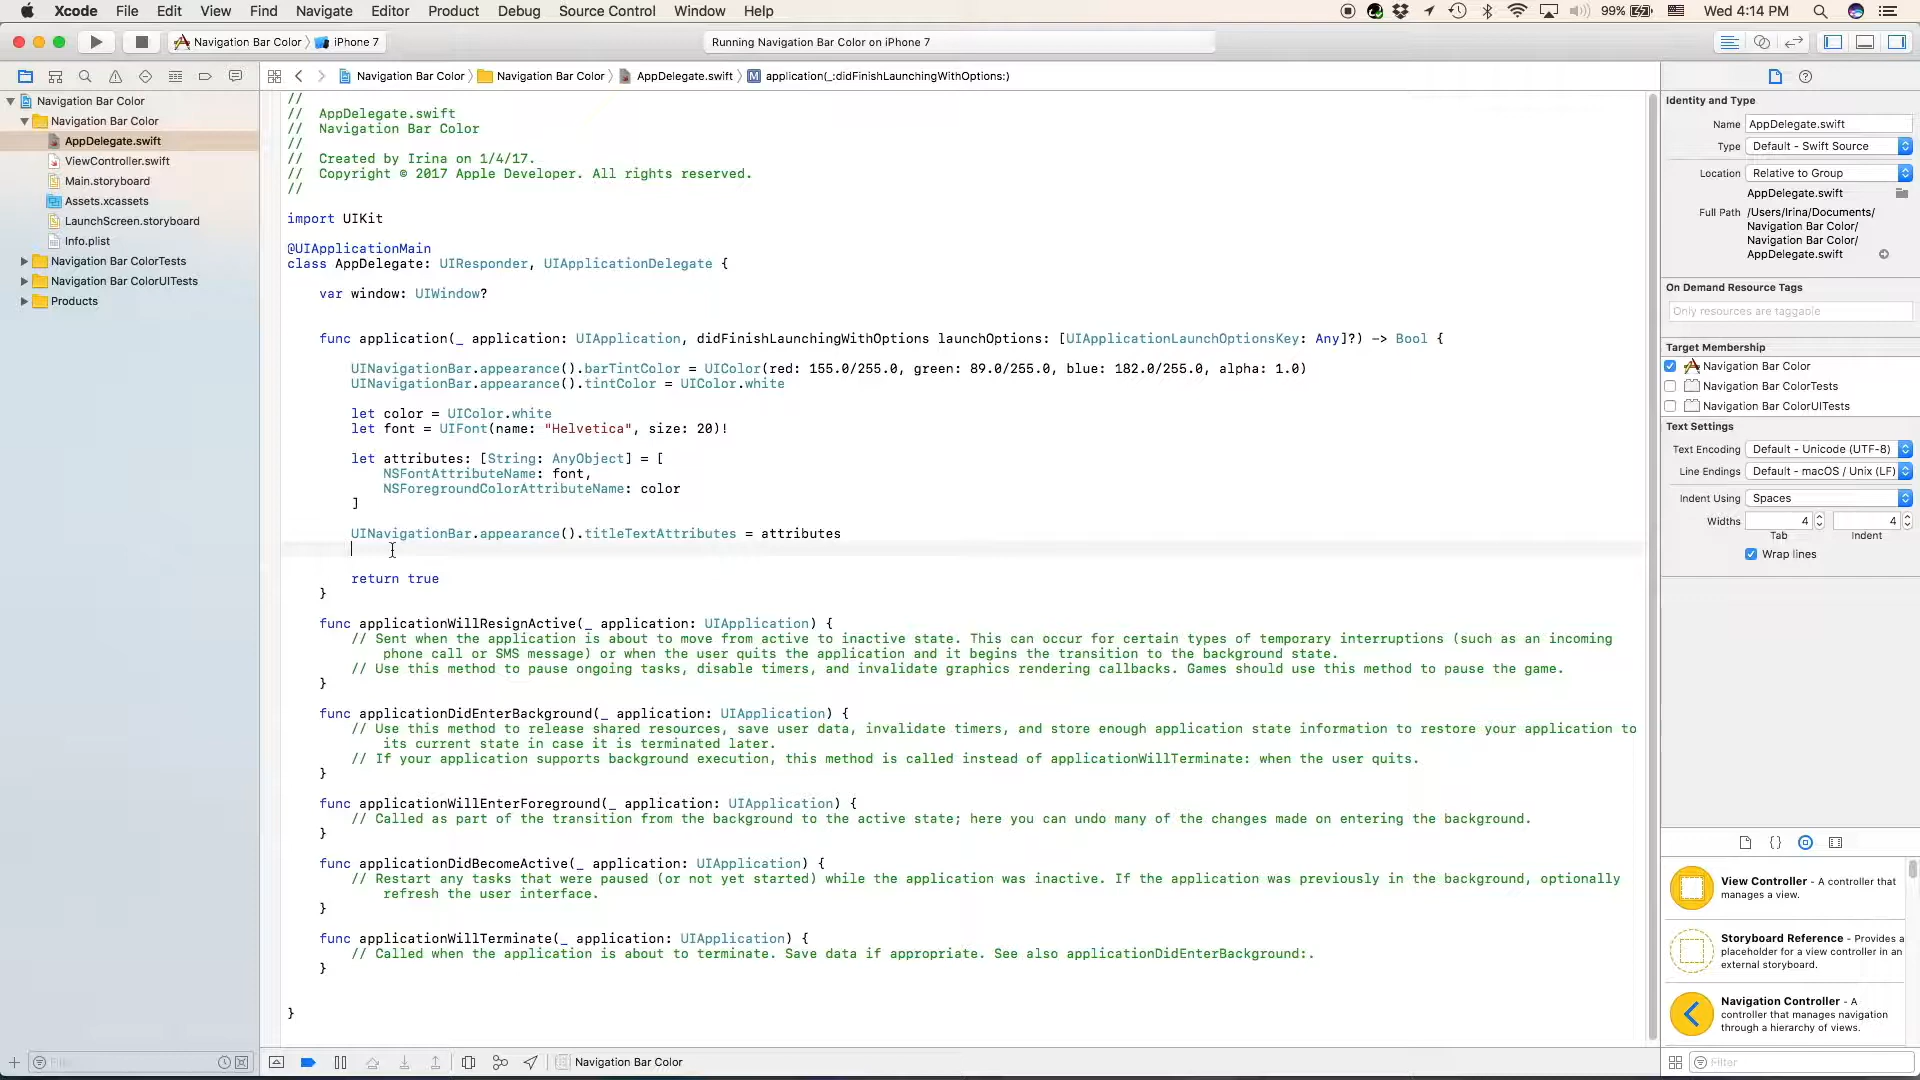 Xcode File Edit View Find Navigate Editor Product Debug Source Control Window Help
99% Wed 4:14 PM
Navigation Bar Color iPhone 7
Running Navigation Bar Color on iPhone 7
Navigation Bar Color Navigation Bar Color AppDelegate.swift M application(_:didFinishLaunchingWithOptions:)
Navigation Bar Color
Navigation Bar Color
AppDelegate.swift
ViewController.swift
Main.storyboard
Assets.xcassets
LaunchScreen.storyboard
Info.plist
Navigation Bar ColorTests
Navigation Bar ColorUITests
Products
//
//  AppDelegate.swift
//  Navigation Bar Color
//
//  Created by Irina on 1/4/17.
//  Copyright © 2017 Apple Developer. All rights reserved.
//
import UIKit
@UIApplicationMain
class AppDelegate: UIResponder, UIApplicationDelegate {
var window: UIWindow?
func application(_ application: UIApplication, didFinishLaunchingWithOptions launchOptions: [UIApplicationLaunchOptionsKey: Any]?) -> Bool {
UINavigationBar.appearance().barTintColor = UIColor(red: 155.0/255.0, green: 89.0/255.0, blue: 182.0/255.0, alpha: 1.0)
UINavigationBar.appearance().tintColor = UIColor.white
let color = UIColor.white
let font = UIFont(name: "Helvetica", size: 20)!
let attributes: [String: AnyObject] = [
NSFontAttributeName: font,
NSForegroundColorAttributeName: color
]
UINavigationBar.appearance().titleTextAttributes = attributes
return true
}
func applicationWillResignActive(_ application: UIApplication) {
// Sent when the application is about to move from active to inactive state. This can occur for certain types of temporary interruptions (such as an incoming
phone call or SMS message) or when the user quits the application and it begins the transition to the background state.
// Use this method to pause ongoing tasks, disable timers, and invalidate graphics rendering callbacks. Games should use this method to pause the game.
}
func applicationDidEnterBackground(_ application: UIApplication) {
// Use this method to release shared resources, save user data, invalidate timers, and store enough application state information to restore your application to
its current state in case it is terminated later.
// If your application supports background execution, this method is called instead of applicationWillTerminate: when the user quits.
}
func applicationWillEnterForeground(_ application: UIApplication) {
// Called as part of the transition from the background to the active state; here you can undo many of the changes made on entering the background.
}
func applicationDidBecomeActive(_ application: UIApplication) {
// Restart any tasks that were paused (or not yet started) while the application was inactive. If the application was previously in the background, optionally
refresh the user interface.
}
func applicationWillTerminate(_ application: UIApplication) {
// Called when the application is about to terminate. Save data if appropriate. See also applicationDidEnterBackground:.
}
}
Identity and Type
Name AppDelegate.swift
Type Default - Swift Source
Location Relative to Group
AppDelegate.swift
Full Path /Users/Irina/Documents/
Navigation Bar Color/
Navigation Bar Color/
AppDelegate.swift
On Demand Resource Tags
Only resources are taggable
Target Membership
Navigation Bar Color
Navigation Bar ColorTests
Navigation Bar ColorUITests
Text Settings
Text Encoding Default - Unicode (UTF-8)
Line Endings Default - macOS / Unix (LF)
Indent Using Spaces
Widths 4 4
Tab Indent
Wrap lines
{ }
View Controller - A controller that
manages a view.
Storyboard Reference - Provides a
placeholder for a view controller in an
external storyboard.
Navigation Controller - A
controller that manages navigation
through a hierarchy of views.
Filter
Navigation Bar Color
Filter